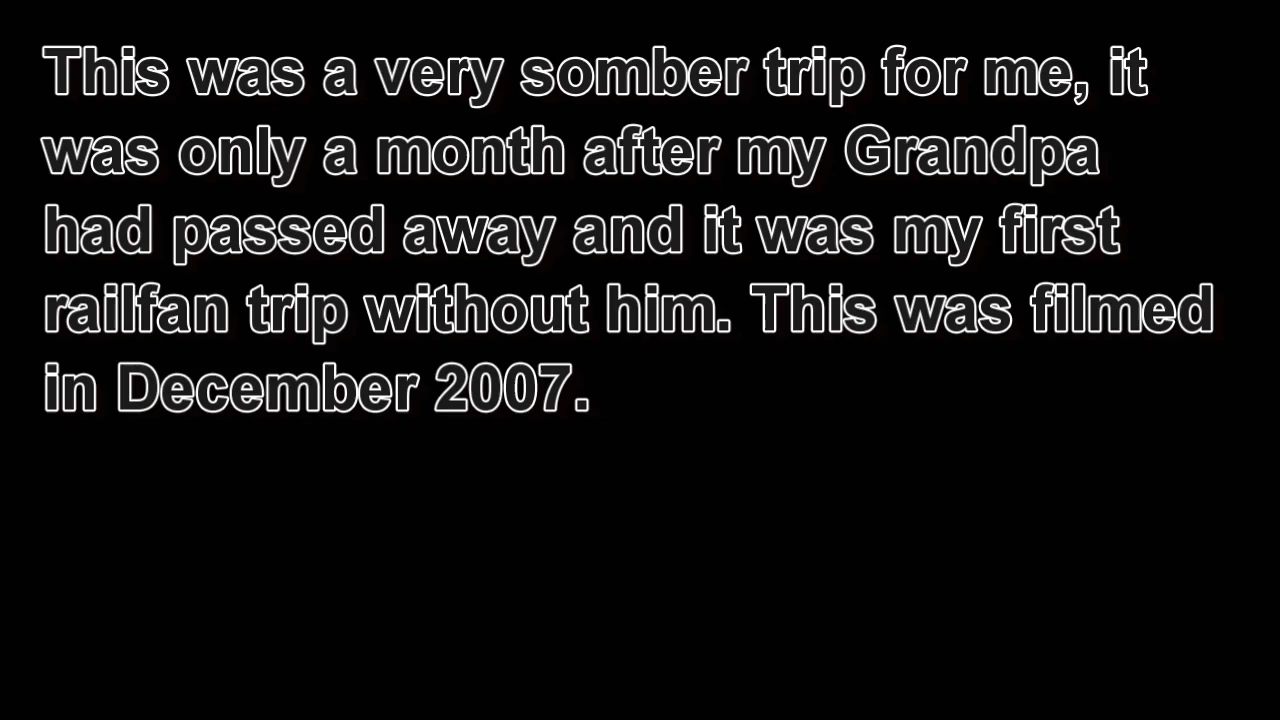 This was a very somber trip for me, it
was only a month after my Grandpa
had passed away and it was my first
railfan trip without him. This was filmed
in December 2007.